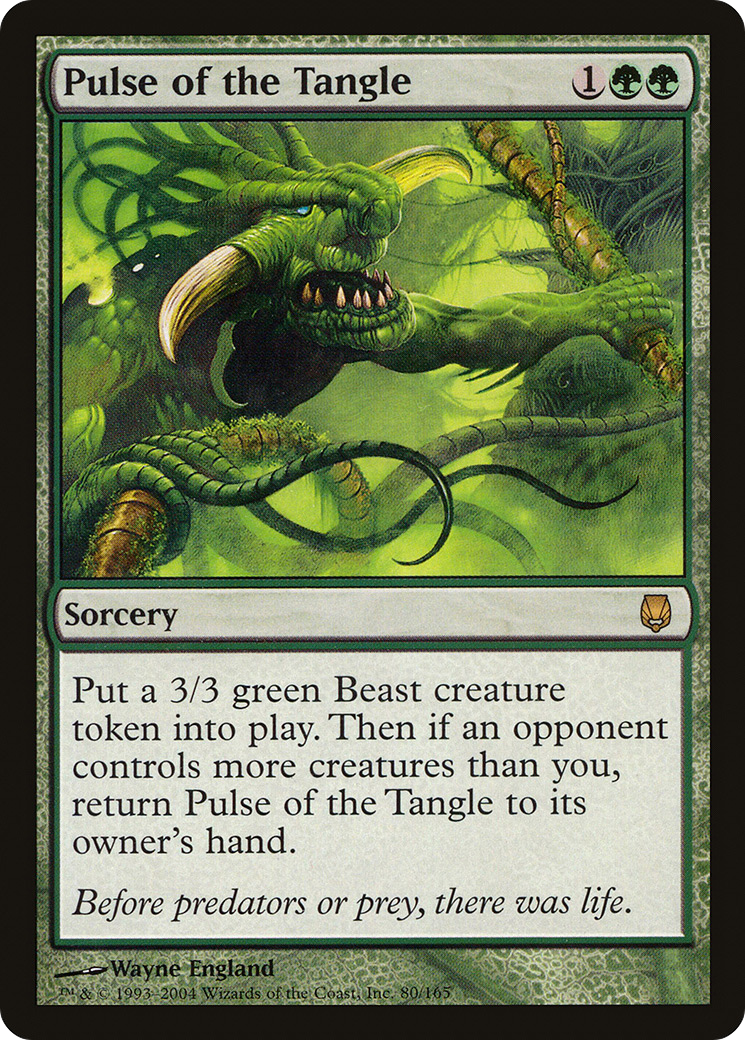 Pulse of the Tangle 1
Sorcery
Put a 3/3 green Beast creature
token into play. Then if an opponent
controls more creatures than you,
return Pulse of the Tangle to its
owner's hand.
Before predators or prey, there was life.
Wayne England
™ & © 1993–2004 Wizards of the Coast, Inc. 80/165